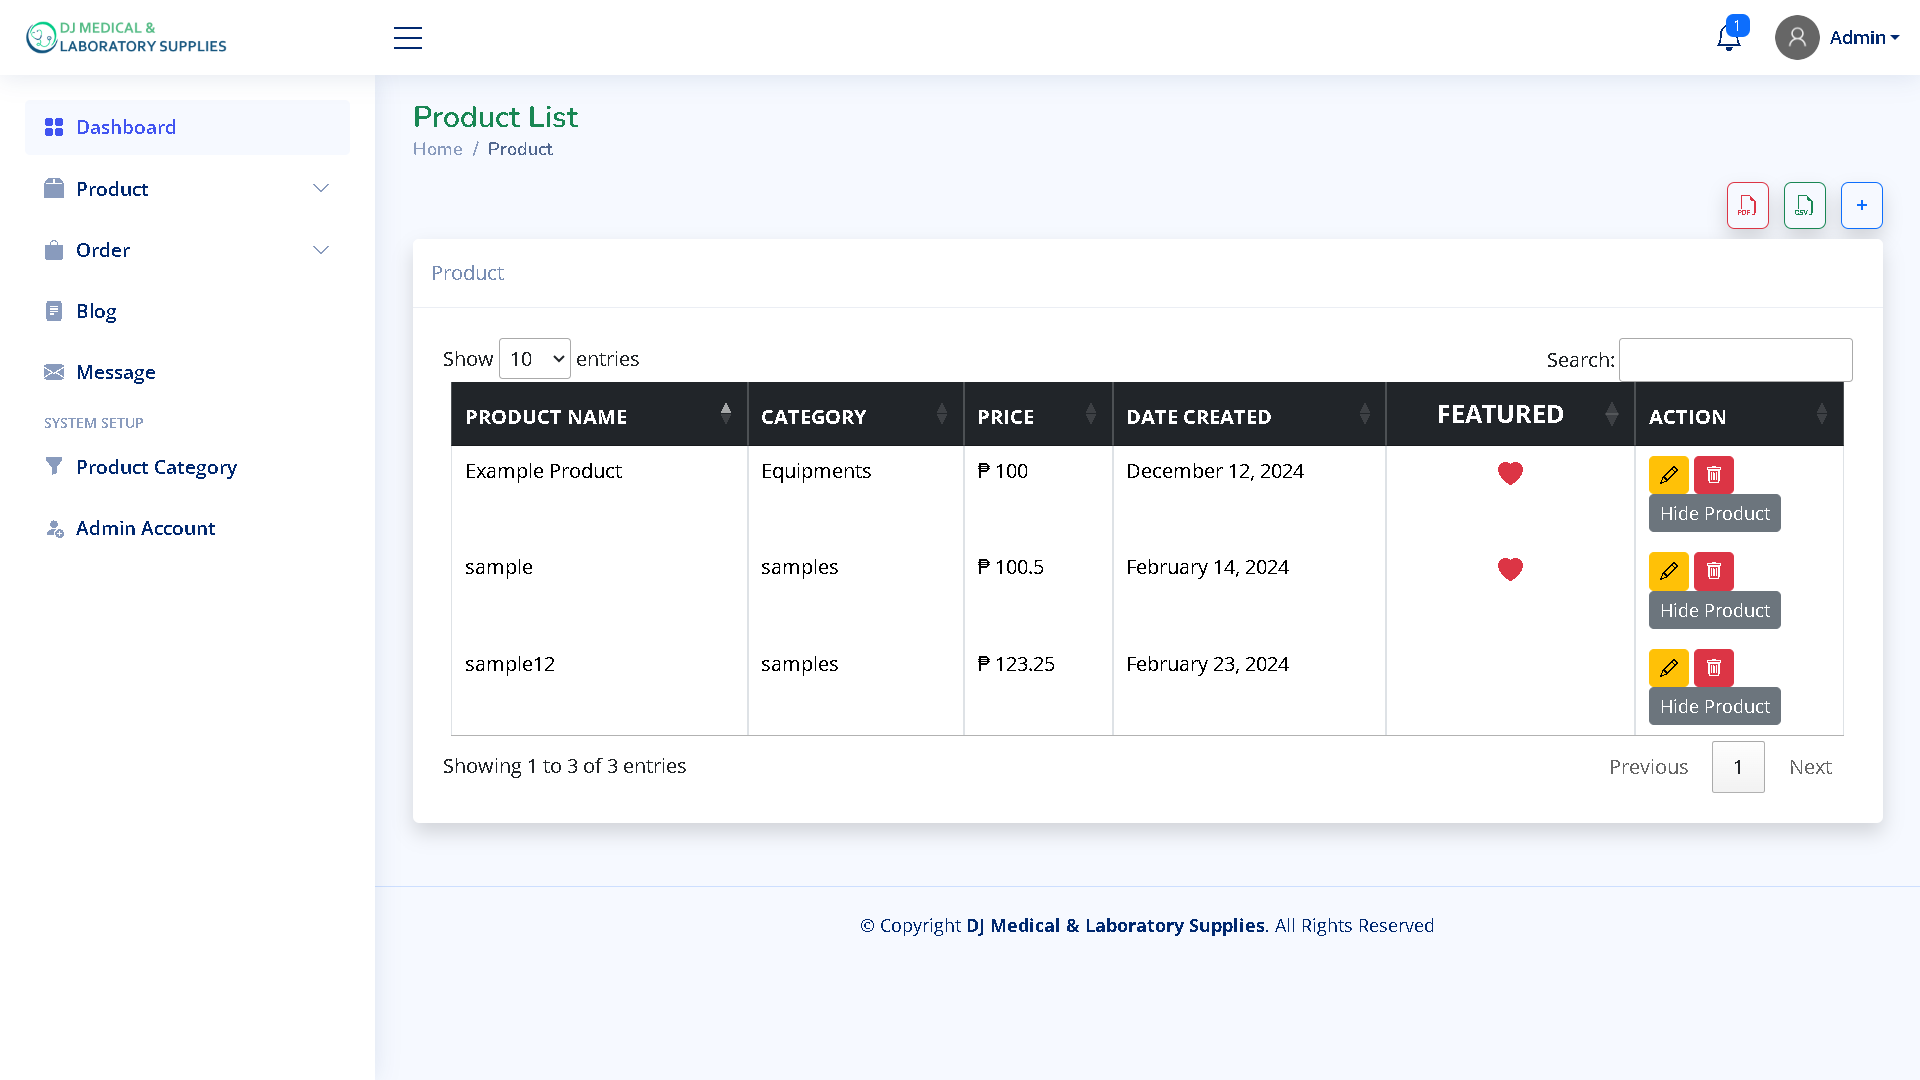 DJ MEDICAL &
LABORATORY SUPPLIES
1
Admin
Dashboard
Product
Order
Blog
Message
SYSTEM SETUP
Product Category
Admin Account
Product List
Home / Product
PDF
CSV
+
Product
Show 10 entries
Search:
PRODUCT NAME CATEGORY PRICE DATE CREATED FEATURED ACTION
Example Product Equipments ₱ 100 December 12, 2024
Hide Product
sample samples ₱ 100.5 February 14, 2024
Hide Product
sample12 samples ₱ 123.25 February 23, 2024
Hide Product
Showing 1 to 3 of 3 entries
Previous 1 Next
© Copyright DJ Medical & Laboratory Supplies. All Rights Reserved